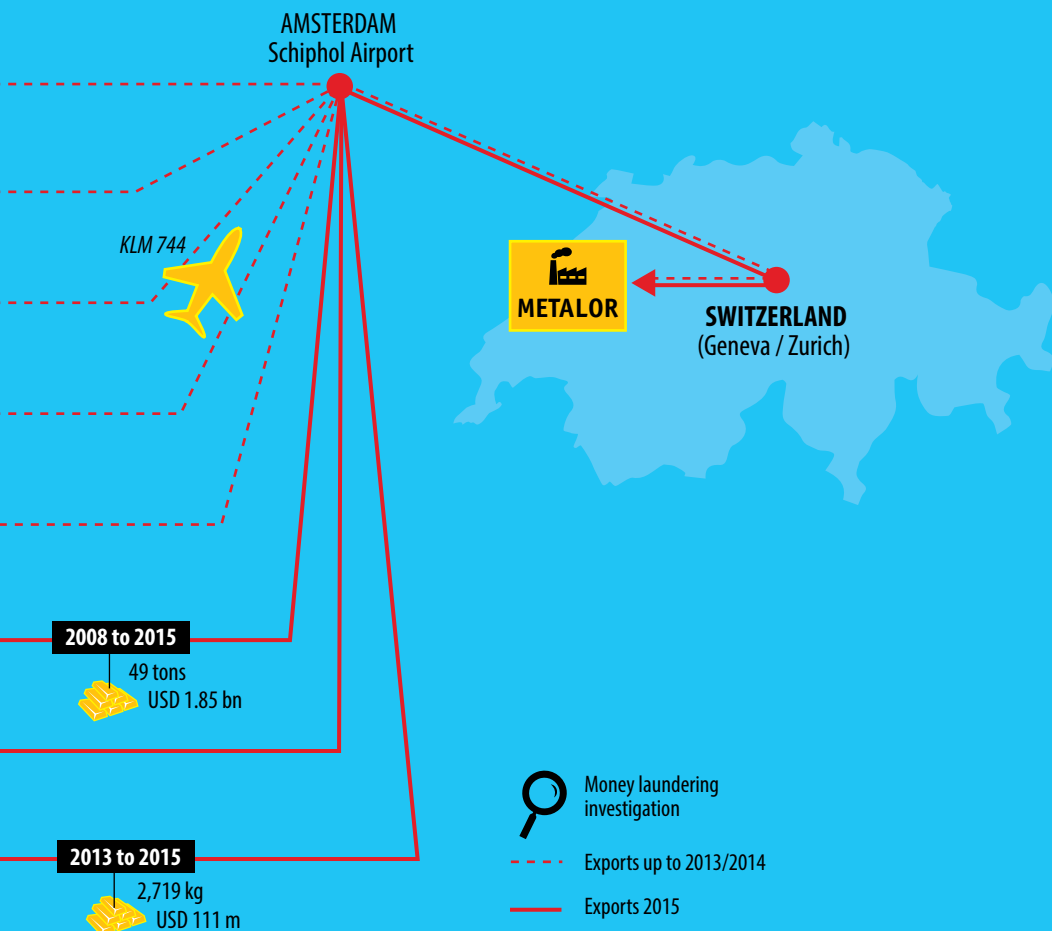 AMSTERDAM
Schiphol Airport
KLM 744
METALOR
SWITZERLAND
(Geneva / Zurich)
2008 to 2015
49 tons
USD 1.85 bn
Money laundering
investigation
2013 to 2015
Exports up to 2013/2014
2,719 kg
USD 111 m
Exports 2015